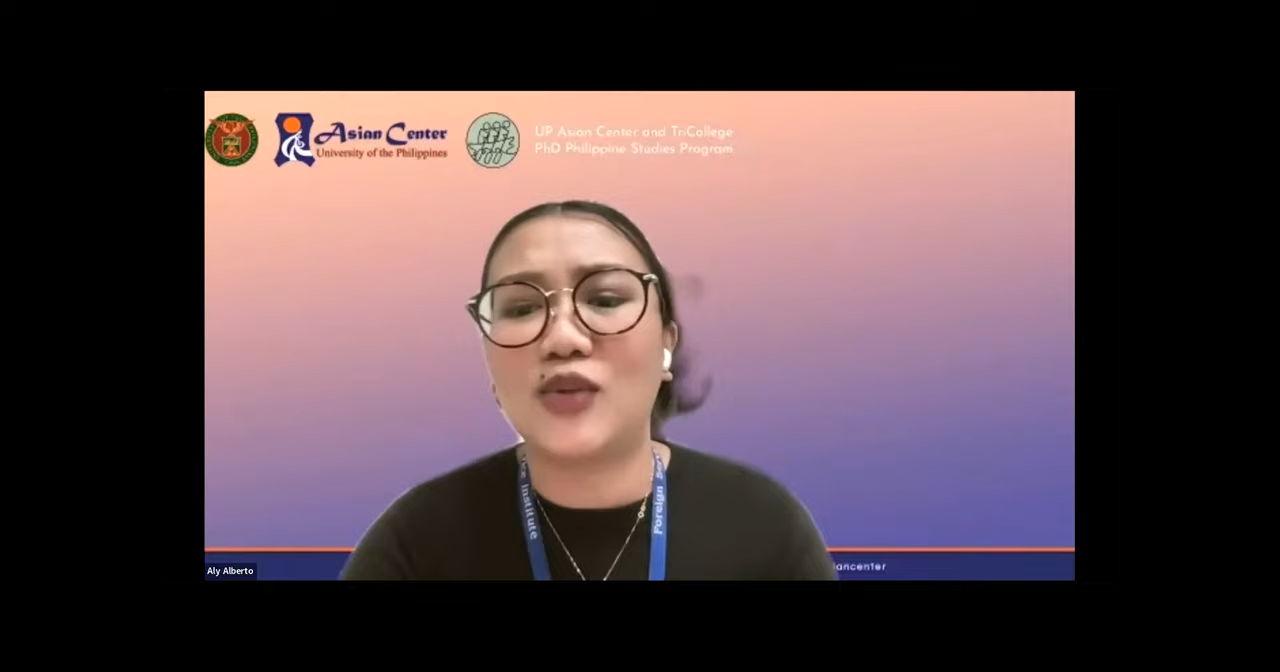 Asian Center
University of the Philippines
UP Asian Center and TriCollege
PhD Philippine Studies Program
Institute
Foreign
Aly Alberto
iancenter